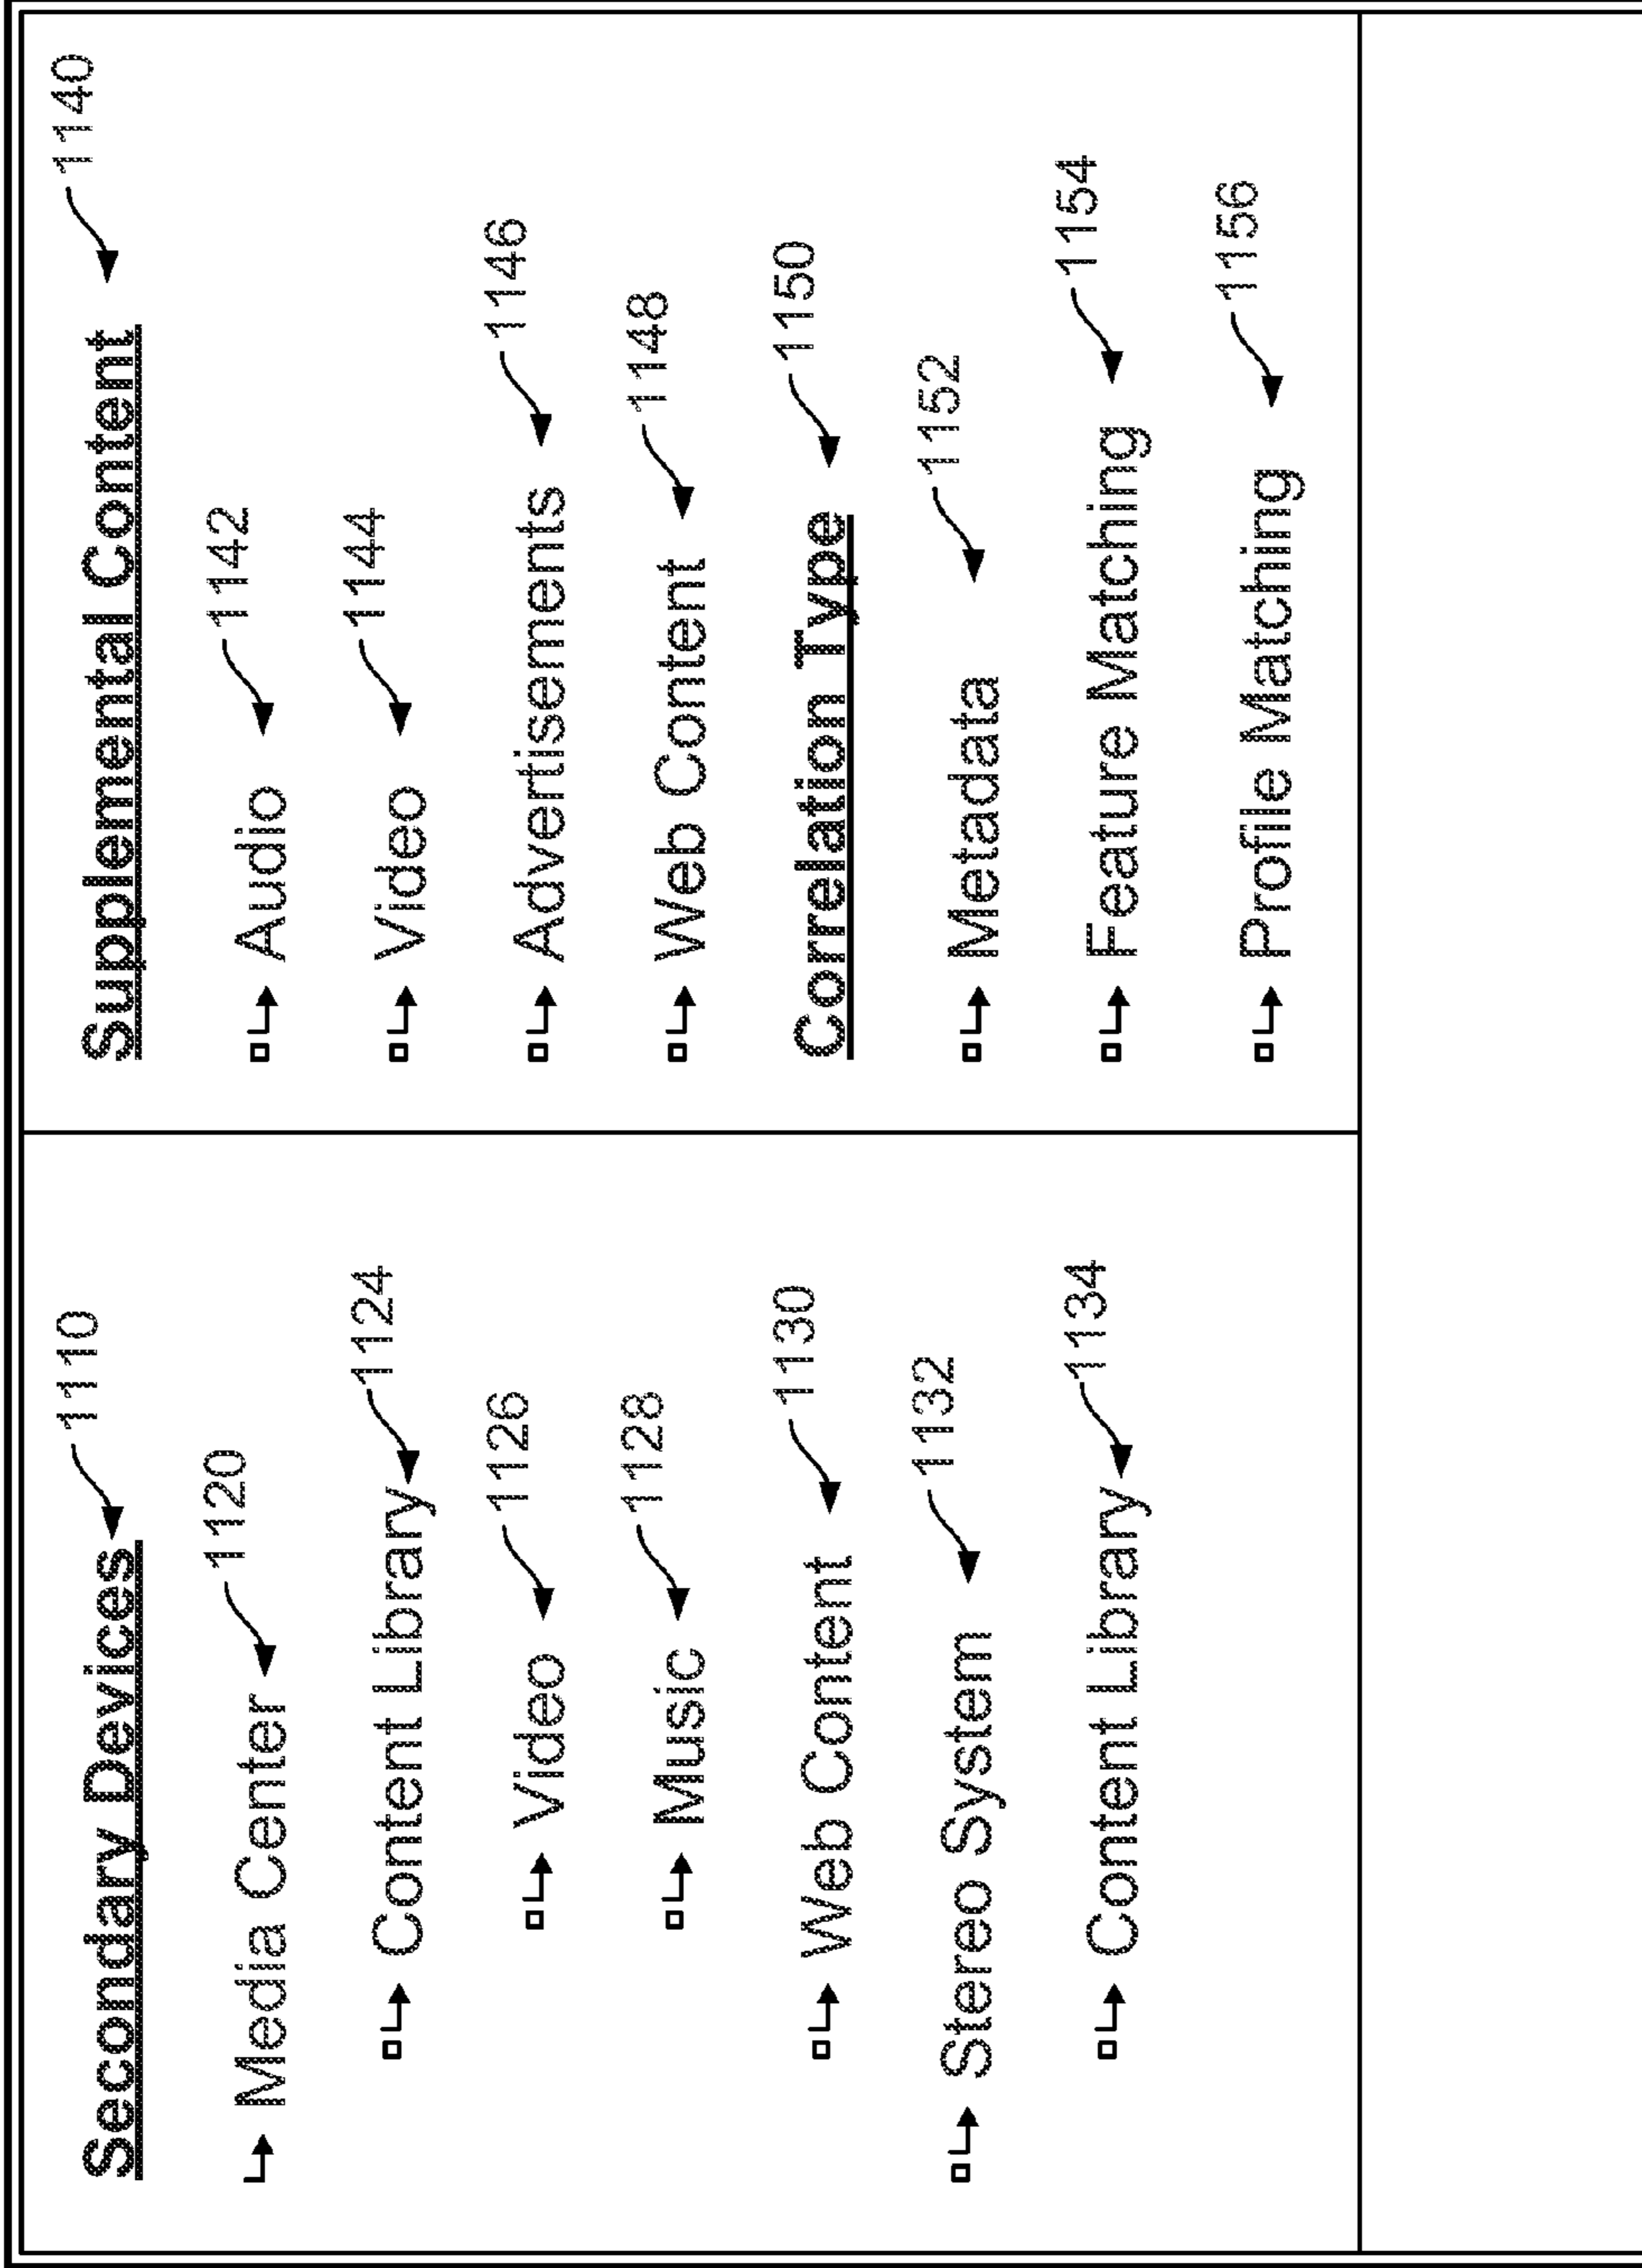 Secondary Devices 1110
Media Center 1120
Content Library 1124
Video 1126
Music 1128
Web Content 1130
Stereo System 1132
Content Library 1134
Supplemental Content 1140
Audio 1142
Video 1144
Advertisements 1146
Web Content 1148
Correlation Type 1150
Metadata 1152
Feature Matching 1154
Profile Matching 1156